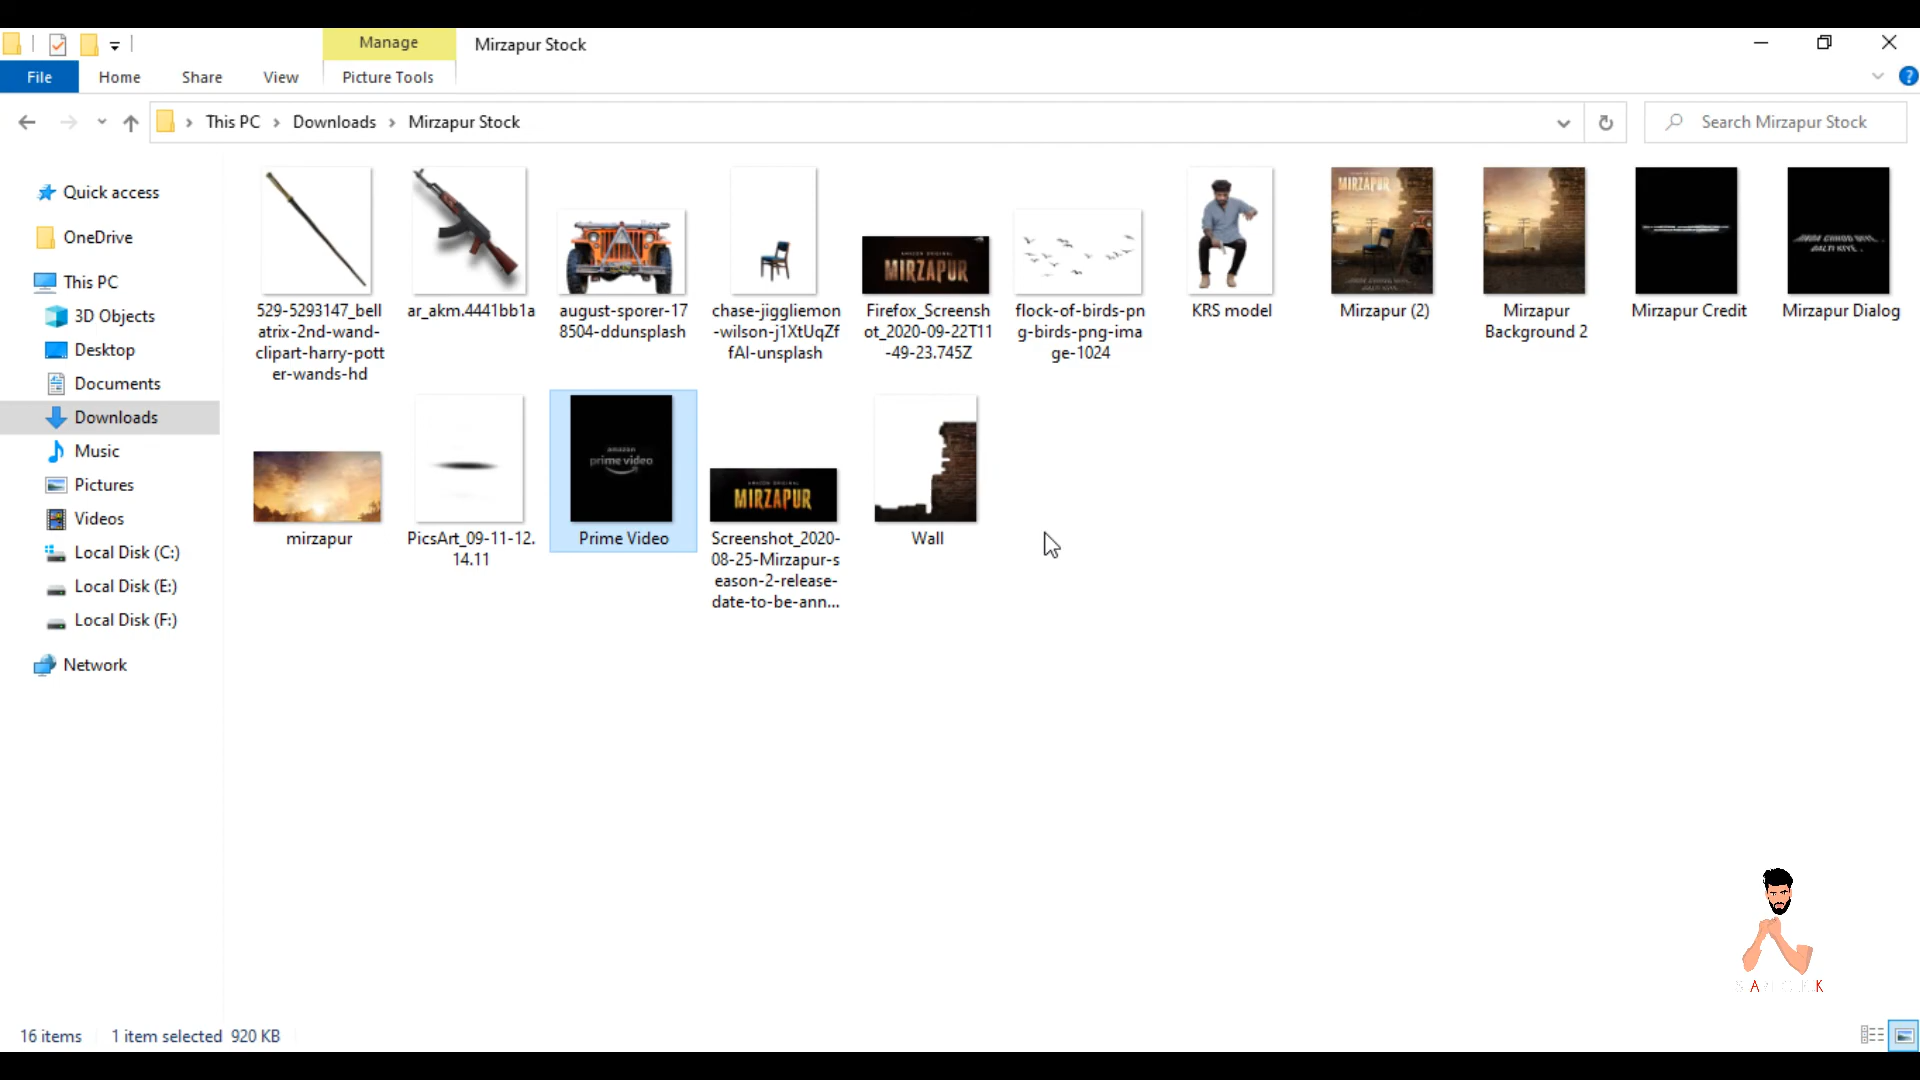 Manage
Mirzapur Stock
File
Home
Share
View
Picture Tools
This PC
Downloads
Mirzapur Stock
Search Mirzapur Stock
Quick access
OneDrive
This PC
3D Objects
Desktop
Documents
Downloads
Music
Pictures
Videos
Local Disk (C:)
Local Disk (E:)
Local Disk (F:)
Network
529-5293147_bell
atrix-2nd-wand-
clipart-harry-pott
er-wands-hd
ar_akm.4441bb1a
august-sporer-17
8504-ddunsplash
chase-jiggliemon
-wilson-j1XtUqZf
fAI-unsplash
AMAZON ORIGINAL
MIRZAPUR
Firefox_Screensh
ot_2020-09-22T11
-49-23.745Z
flock-of-birds-pn
g-birds-png-ima
ge-1024
KRS model
MIRZAPUR
Mirzapur (2)
Mirzapur
Background 2
Mirzapur Credit
Mirzapur Dialog
mirzapur
PicsArt_09-11-12.
14.11
amazon
prime video
Prime Video
AMAZON ORIGINAL
MIRZAPUR
Screenshot_2020-
08-25-Mirzapur-s
eason-2-release-
date-to-be-ann...
Wall
16 items
1 item selected 920 KB